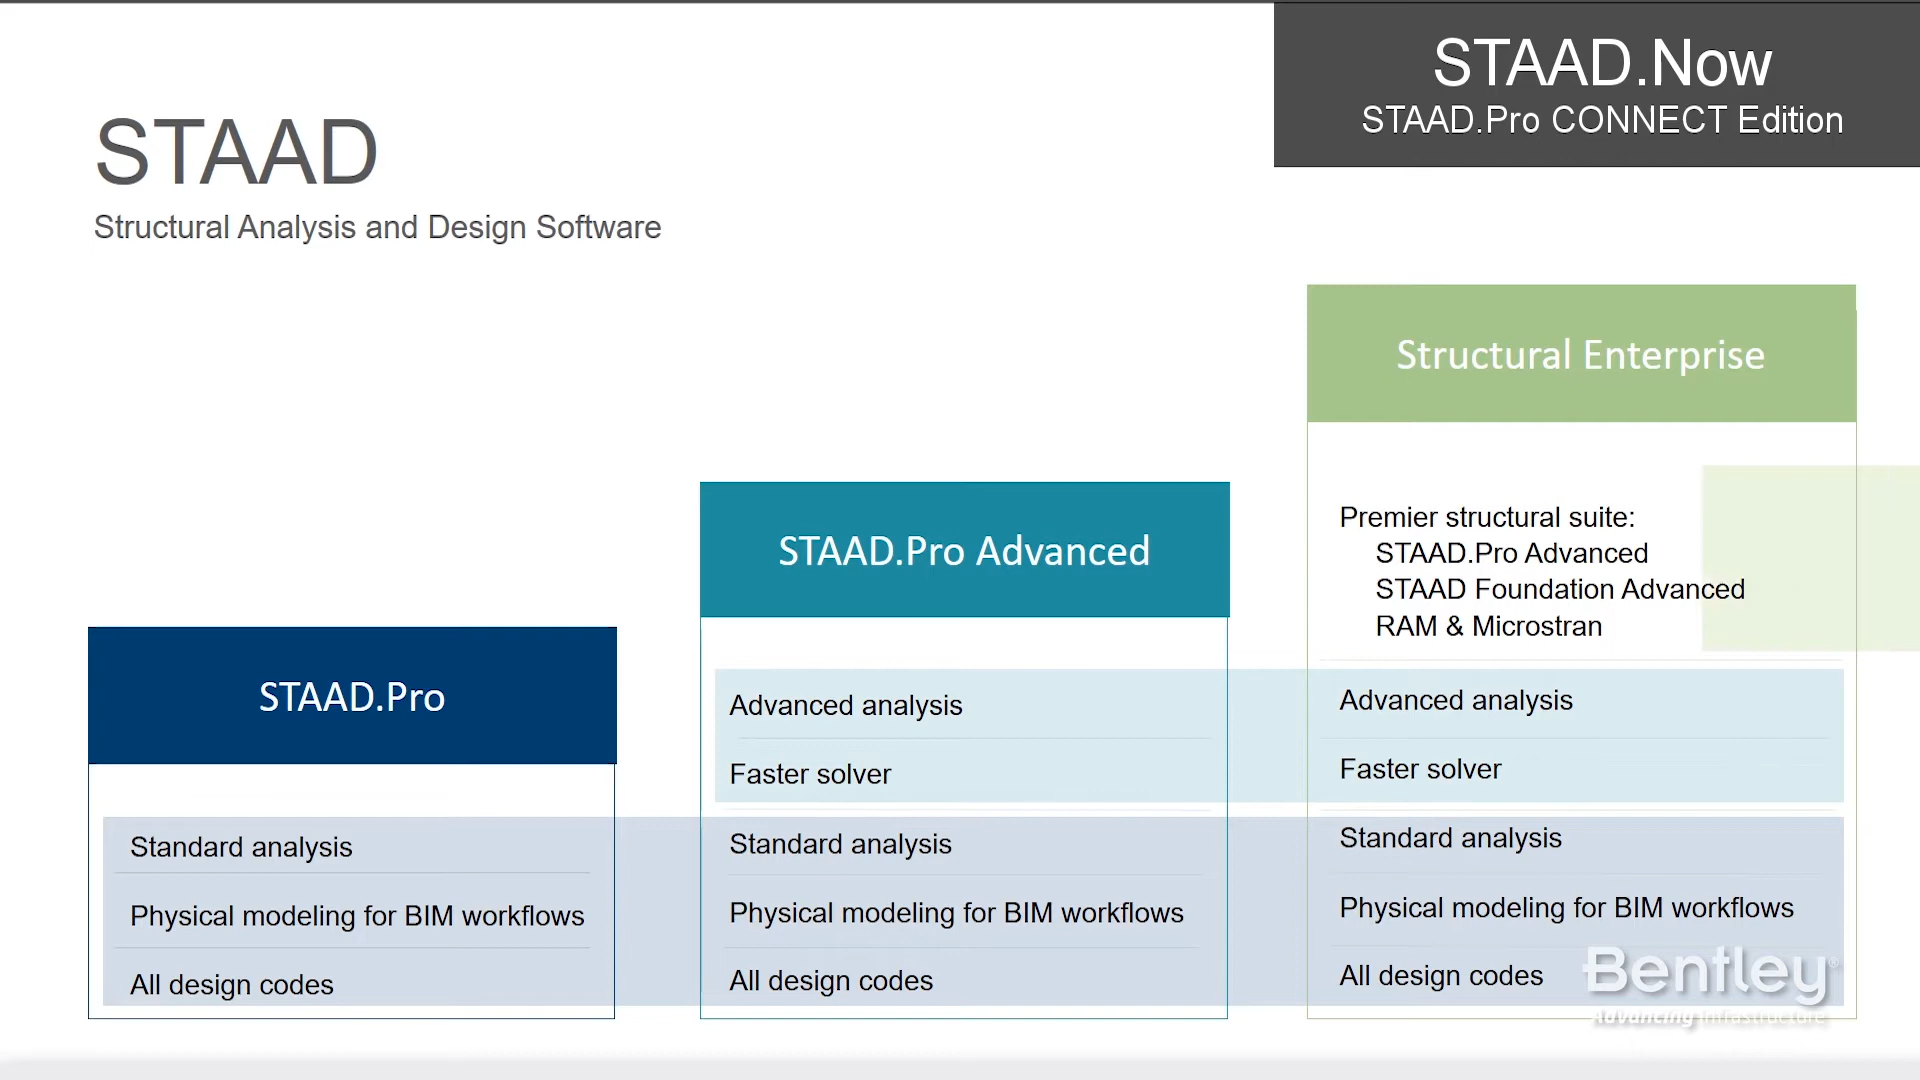 STAAD.Now
STAAD.Pro CONNECT Edition
STAAD
Structural Analysis and Design Software
STAAD.Pro
Standard analysis
Physical modeling for BIM workflows
All design codes
STAAD.Pro Advanced
Advanced analysis
Faster solver
Standard analysis
Physical modeling for BIM workflows
All design codes
Structural Enterprise
Premier structural suite:
STAAD.Pro Advanced
STAAD Foundation Advanced
RAM & Microstran
Advanced analysis
Faster solver
Standard analysis
Physical modeling for BIM workflows
All design codes
Bentley®
Advancing Infrastructure